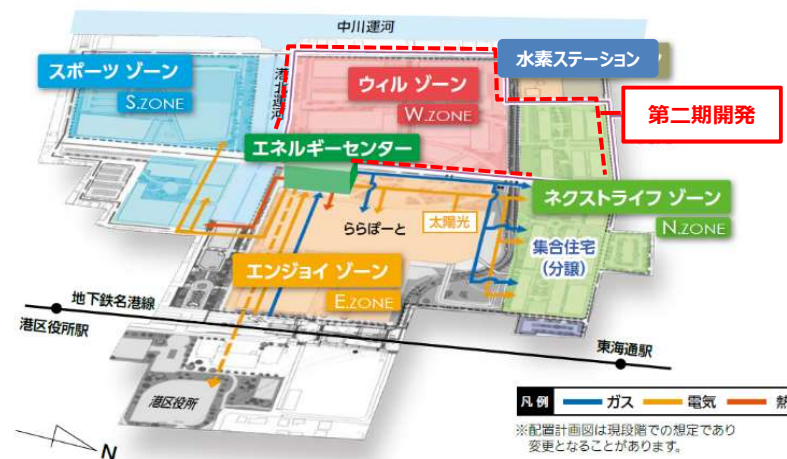 中川運河
スポーツ ゾーン
S.ZONE
港北運河
ウィル ゾーン
W.ZONE
水素ステーション
第二期開発
エネルギーセンター
ネクストライフ ゾーン
N.ZONE
ららぽーと
太陽光
集合住宅
(分譲)
エンジョイ ゾーン
E.ZONE
地下鉄名港線
港区役所駅
東海通駅
港区役所
N
凡例 ガス 電気 熱
※配置計画図は現段階での想定であり
変更となることがあります。